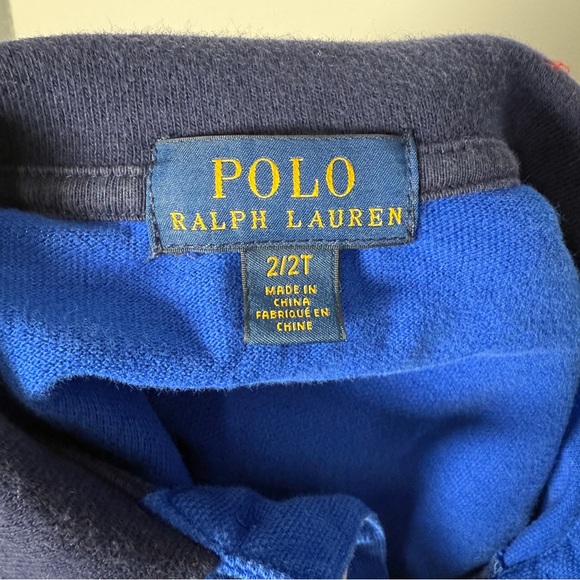 POLO
RALPH LAUREN
2/2T
MADE IN
CHINA
FABRIQUÉ EN
CHINE